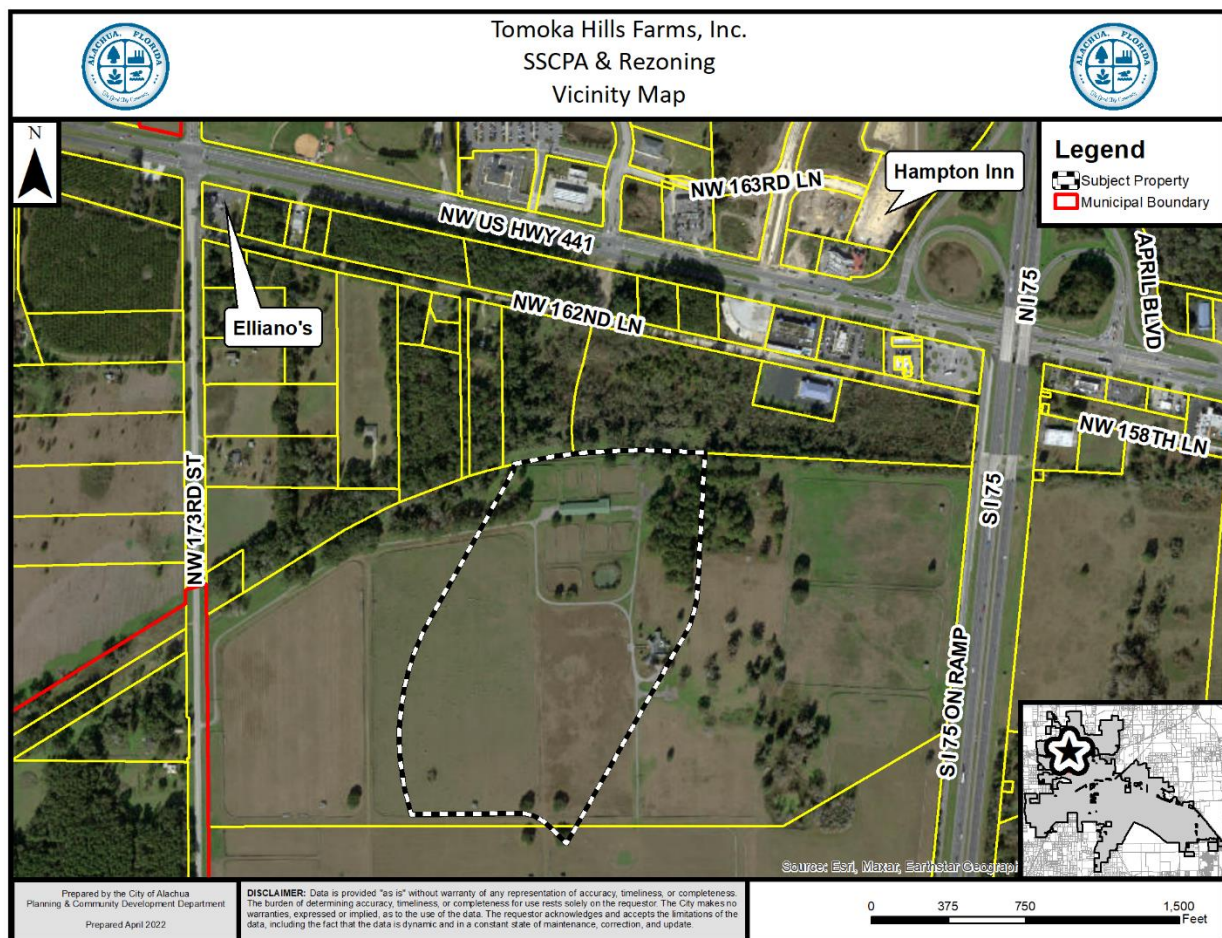 Tomoka Hills Farms, Inc.
SSCPA & Rezoning
Vicinity Map
ALACHUA, FLORIDA
ALACHUA, FLORIDA
N
Legend
Subject Property
Municipal Boundary
Hampton Inn
NW 163RD LN
NW US HWY 441
N I 75
APRIL BLVD
Elliano's
NW 162ND LN
NW 158TH LN
S I 75
NW 173RD ST
S I 75 ON RAMP
Source: Esri, Maxar, Earthstar Geograph
Prepared by the City of Alachua
Planning & Community Development Department
Prepared April 2022
DISCLAIMER: Data is provided "as is" without warranty of any representation of accuracy, timeliness, or completeness.
The burden of determining accuracy, timeliness, or completeness for use rests solely on the requestor. The City makes no
warranties, expressed or implied, as to the use of the data. The requestor acknowledges and accepts the limitations of the
data, including the fact that the data is dynamic and in a constant state of maintenance, correction, and update.
0 375 750 1,500
Feet